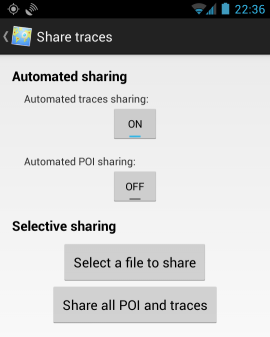 22:36
Share traces
Automated sharing
Automated traces sharing:
ON
Automated POI sharing:
OFF
Selective sharing
Select a file to share
Share all POI and traces